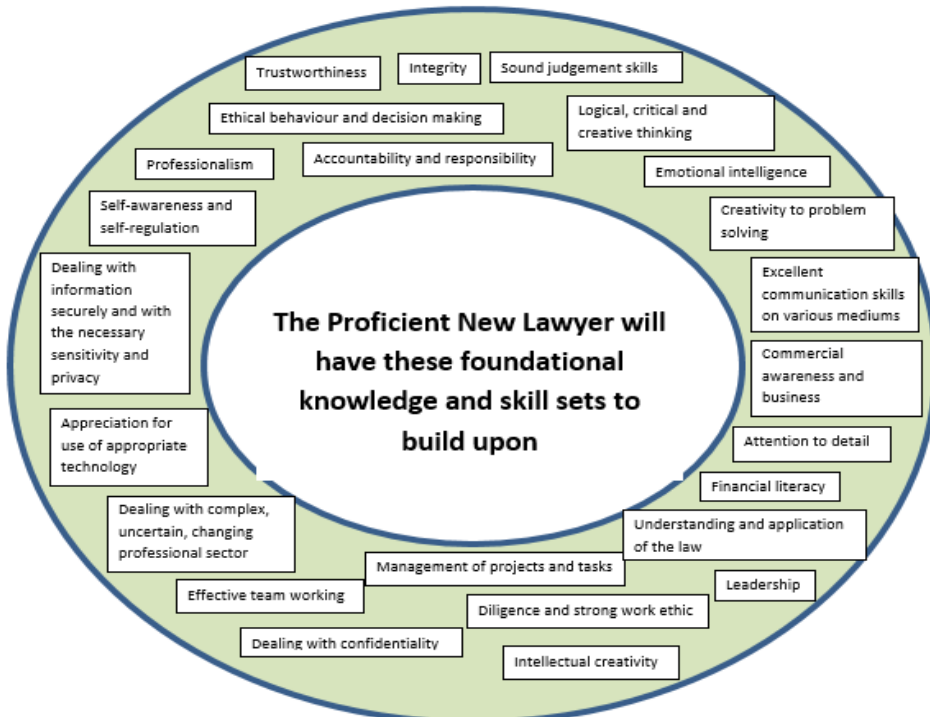 Trustworthiness
Integrity
Sound judgement skills
Ethical behaviour and decision making
Logical, critical and
creative thinking
Professionalism
Accountability and responsibility
Emotional intelligence
Self-awareness and
self-regulation
Creativity to problem
solving
Dealing with
information
securely and with
the necessary
sensitivity and
privacy
Excellent
communication skills
on various mediums
The Proficient New Lawyer will
have these foundational
knowledge and skill sets to
build upon
Commercial
awareness and
business
Appreciation for
use of appropriate
technology
Attention to detail
Financial literacy
Dealing with complex,
uncertain, changing
professional sector
Understanding and application
of the law
Management of projects and tasks
Leadership
Effective team working
Diligence and strong work ethic
Dealing with confidentiality
Intellectual creativity